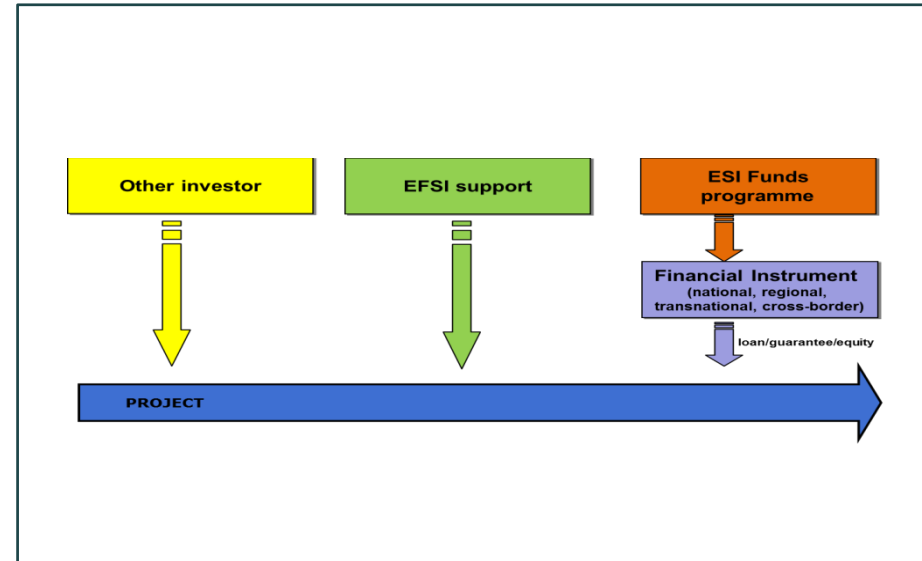 Other investor
EFSI support
ESI Funds
programme
Financial Instrument
(national, regional,
transnational, cross-border)
loan/guarantee/equity
PROJECT